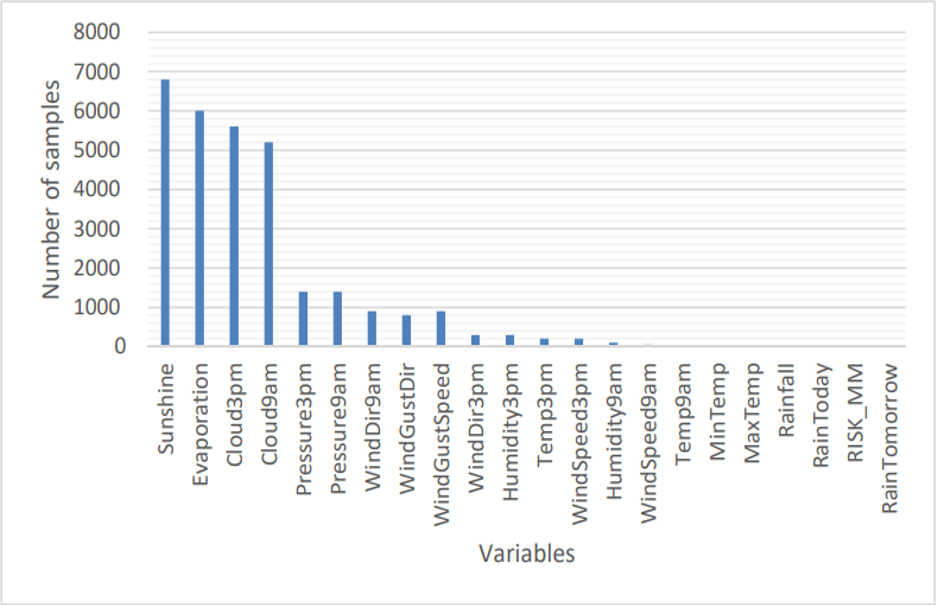 8000
7000
6000
5000
4000
3000
2000
1000
0
Number of samples
Sunshine
Evaporation
Cloud3pm
Cloud9am
Pressure3pm
Pressure9am
WindDir9am
WindGustDir
WindGustSpeed
WindDir3pm
Humidity3pm
Temp3pm
WindSpeed3pm
Humidity9am
WindSpeed9am
Temp9am
MinTemp
MaxTemp
Rainfall
RainToday
RISK_MM
RainTomorrow
Variables